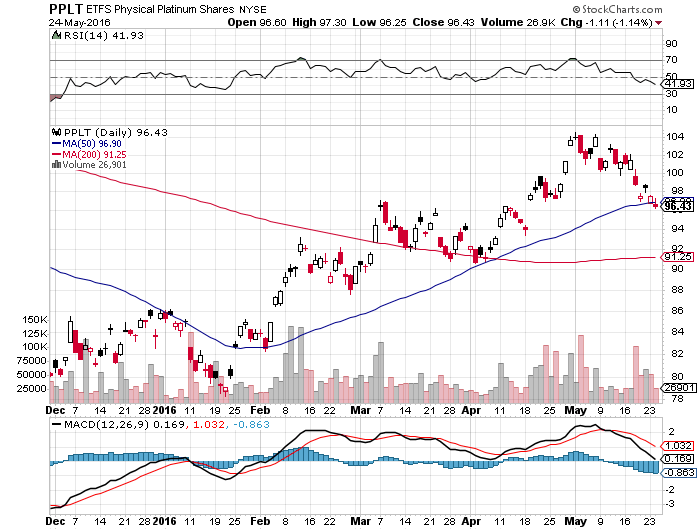 PPLT ETFS Physical Platinum Shares NYSE © StockCharts.com
24-May-2016 Open 96.60 High 97.30 Low 96.25 Close 96.43 Volume 26.9K Chg -1.11 (-1.14%)
RSI(14) 41.93
90
70
50
41.93
30
10
PPLT (Daily) 96.43
MA(50) 96.90
MA(200) 91.25
Volume 26,901
104
102
100
98
96.43
94
92
91.25
90
88
86
84
82
80
78
150K
125K
100K
75000
50000
25000
26901
Dec 7 14 21 28 2016 11 19 25 Feb 8 16 22 Mar 7 14 21 28 Apr 11 18 25 May 9 16 23
MACD(12,26,9) 0.169, 1.032, -0.863
2
1.032
0.169
-0.863
-2
-3
Dec 7 14 21 28 2016 11 19 25 Feb 8 16 22 Mar 7 14 21 28 Apr 11 18 25 May 9 16 23